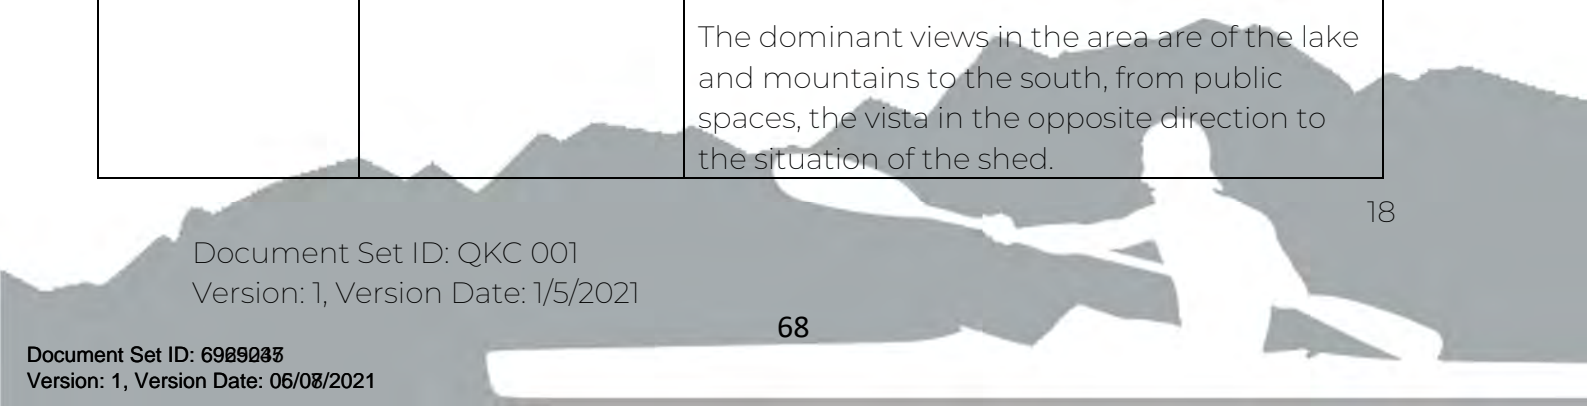 The dominant views in the area are of the lake
and mountains to the south, from public
spaces, the vista in the opposite direction to
the situation of the shed.
18
Document Set ID: QKC 001
Version: 1, Version Date: 1/5/2021
68
Document Set ID:
Version: 1, Version Date: